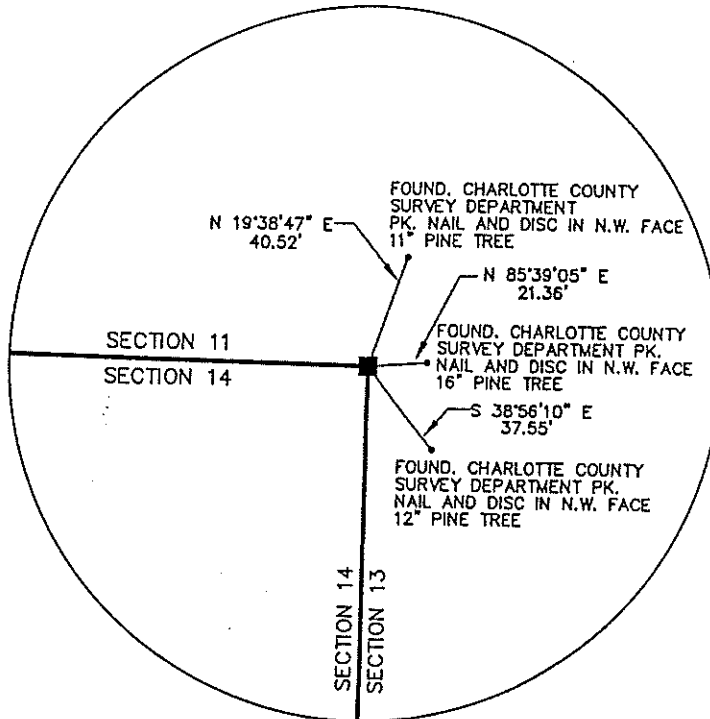 FOUND. CHARLOTTE COUNTY
SURVEY DEPARTMENT
PK. NAIL AND DISC IN N.W. FACE
11" PINE TREE
N 19°38'47" E
40.52'
N 85°39'05" E
21.36'
SECTION 11
SECTION 14
FOUND. CHARLOTTE COUNTY
SURVEY DEPARTMENT PK.
NAIL AND DISC IN N.W. FACE
16" PINE TREE
S 38°56'10" E
37.55'
FOUND. CHARLOTTE COUNTY
SURVEY DEPARTMENT PK.
NAIL AND DISC IN N.W. FACE
12" PINE TREE
SECTION 14
SECTION 13